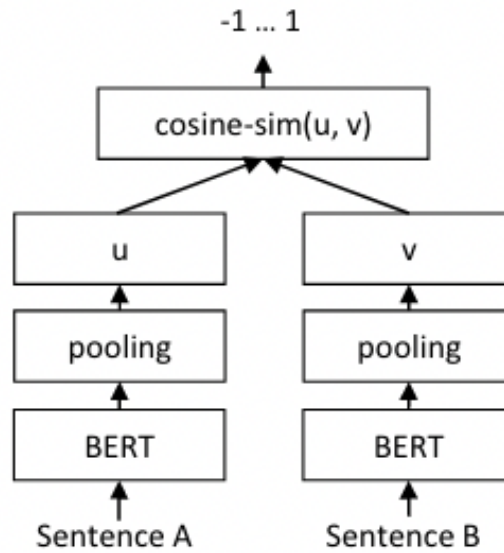 -1 ... 1
cosine-sim(u, v)
u v
pooling pooling
BERT BERT
Sentence A Sentence B